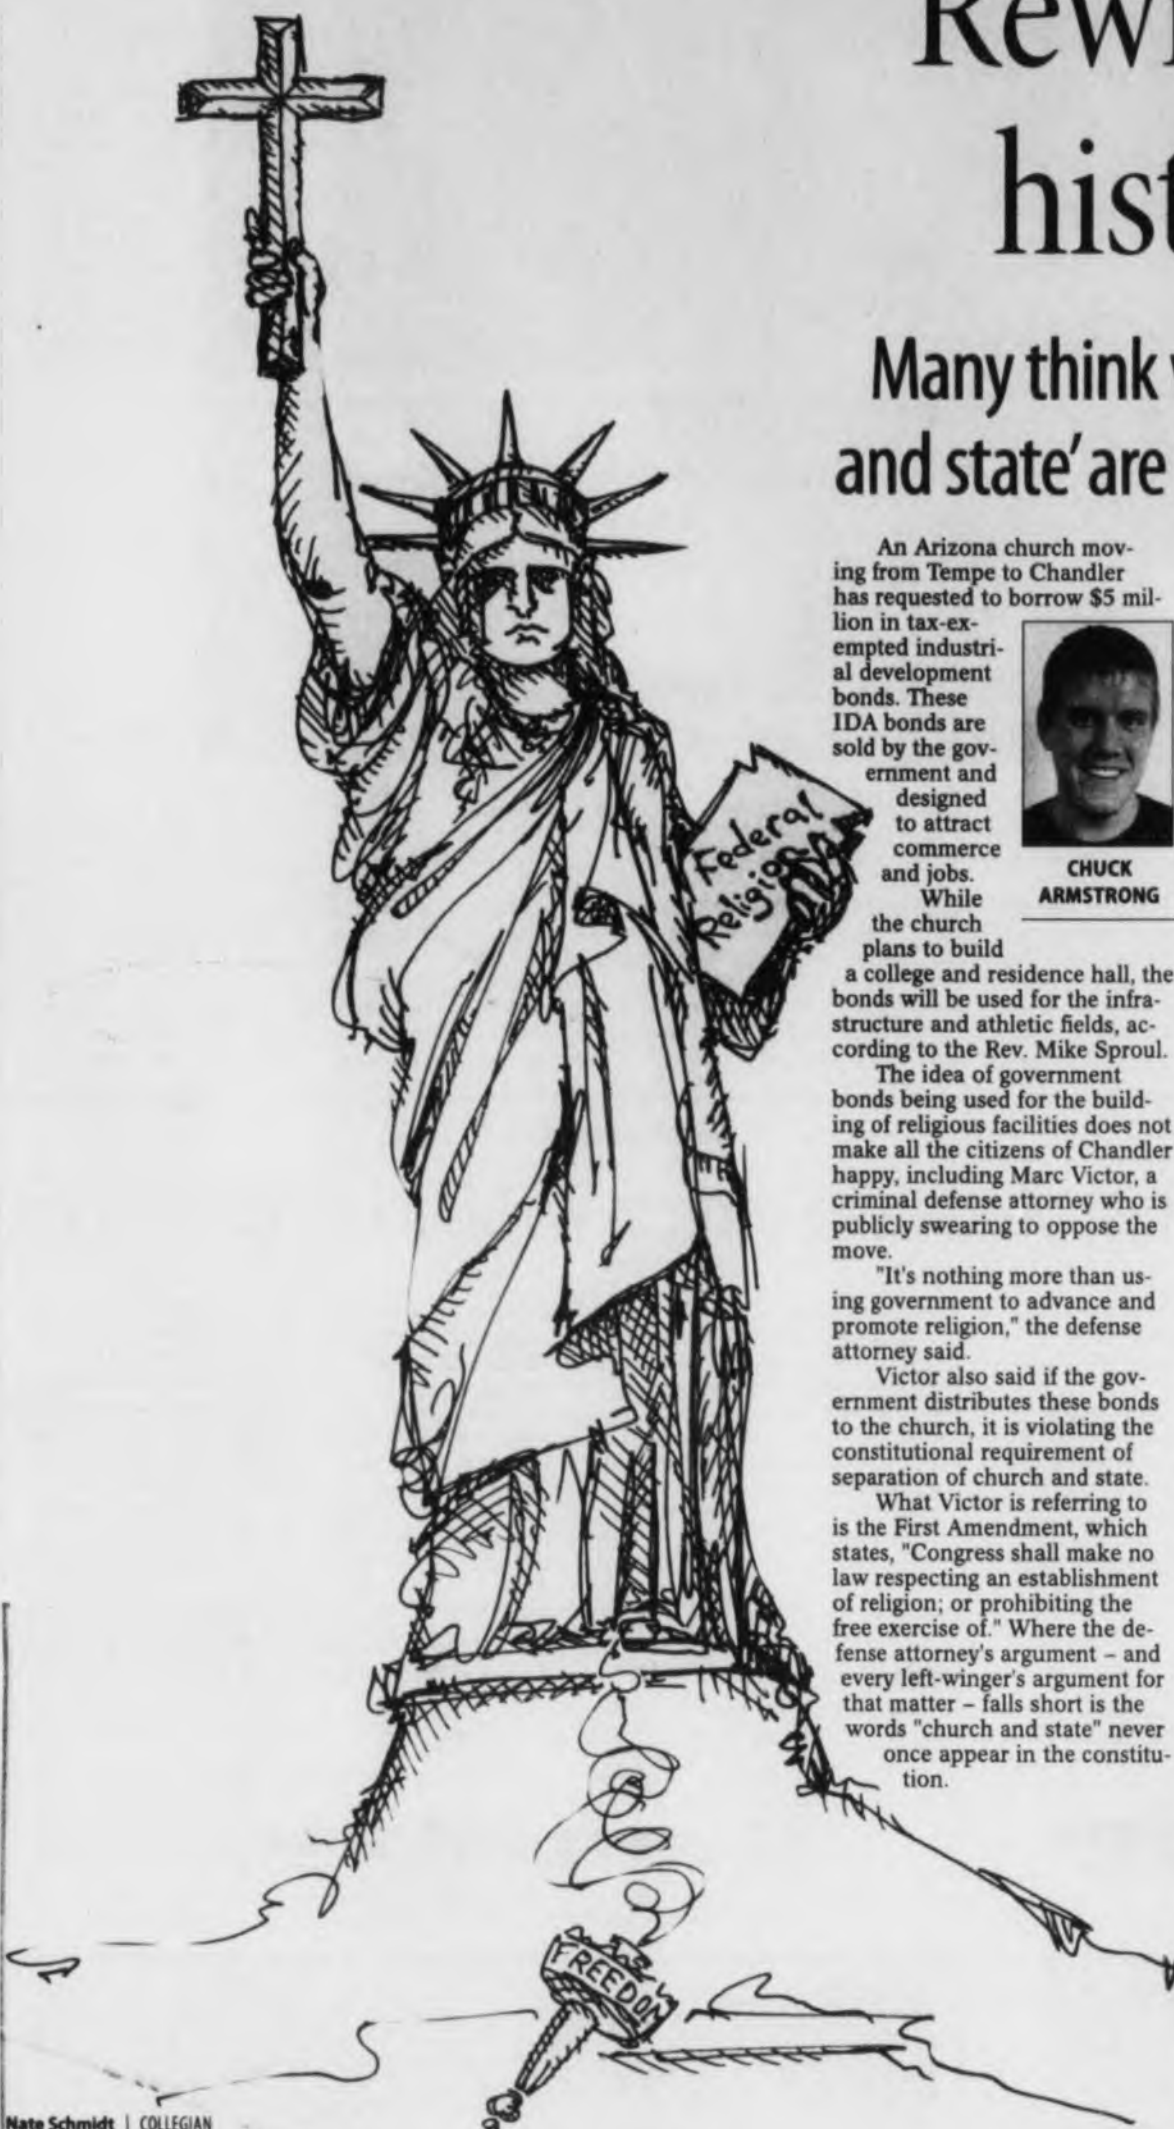 Rew
hist
Many think
and state' are
An Arizona church mov-
ing from Tempe to Chandler
has requested to borrow $5 mil-
lion in tax-ex-
empted industri-
al development
bonds. These
IDA bonds are
sold by the gov-
ernment and
designed
to attract
commerce
and jobs.
While
the church
plans to build
a college and residence hall, the
bonds will be used for the infra-
structure and athletic fields, ac-
cording to the Rev. Mike Sproul.
The idea of government
bonds being used for the build-
ing of religious facilities does not
make all the citizens of Chandler
happy, including Marc Victor, a
criminal defense attorney who is
publicly swearing to oppose the
move.
"It's nothing more than us-
ing government to advance and
promote religion," the defense
attorney said.
Victor also said if the gov-
ernment distributes these bonds
to the church, it is violating the
constitutional requirement of
separation of church and state.
What Victor is referring to
is the First Amendment, which
states, "Congress shall make no
law respecting an establishment
of religion; or prohibiting the
free exercise of." Where the de-
fense attorney's argument – and
every left-winger's argument for
that matter – falls short is the
words "church and state" never
once appear in the constitu-
tion.
CHUCK
ARMSTRONG
Federal
Religion
FREEDOM
Nate Schmidt | COLLEGIAN